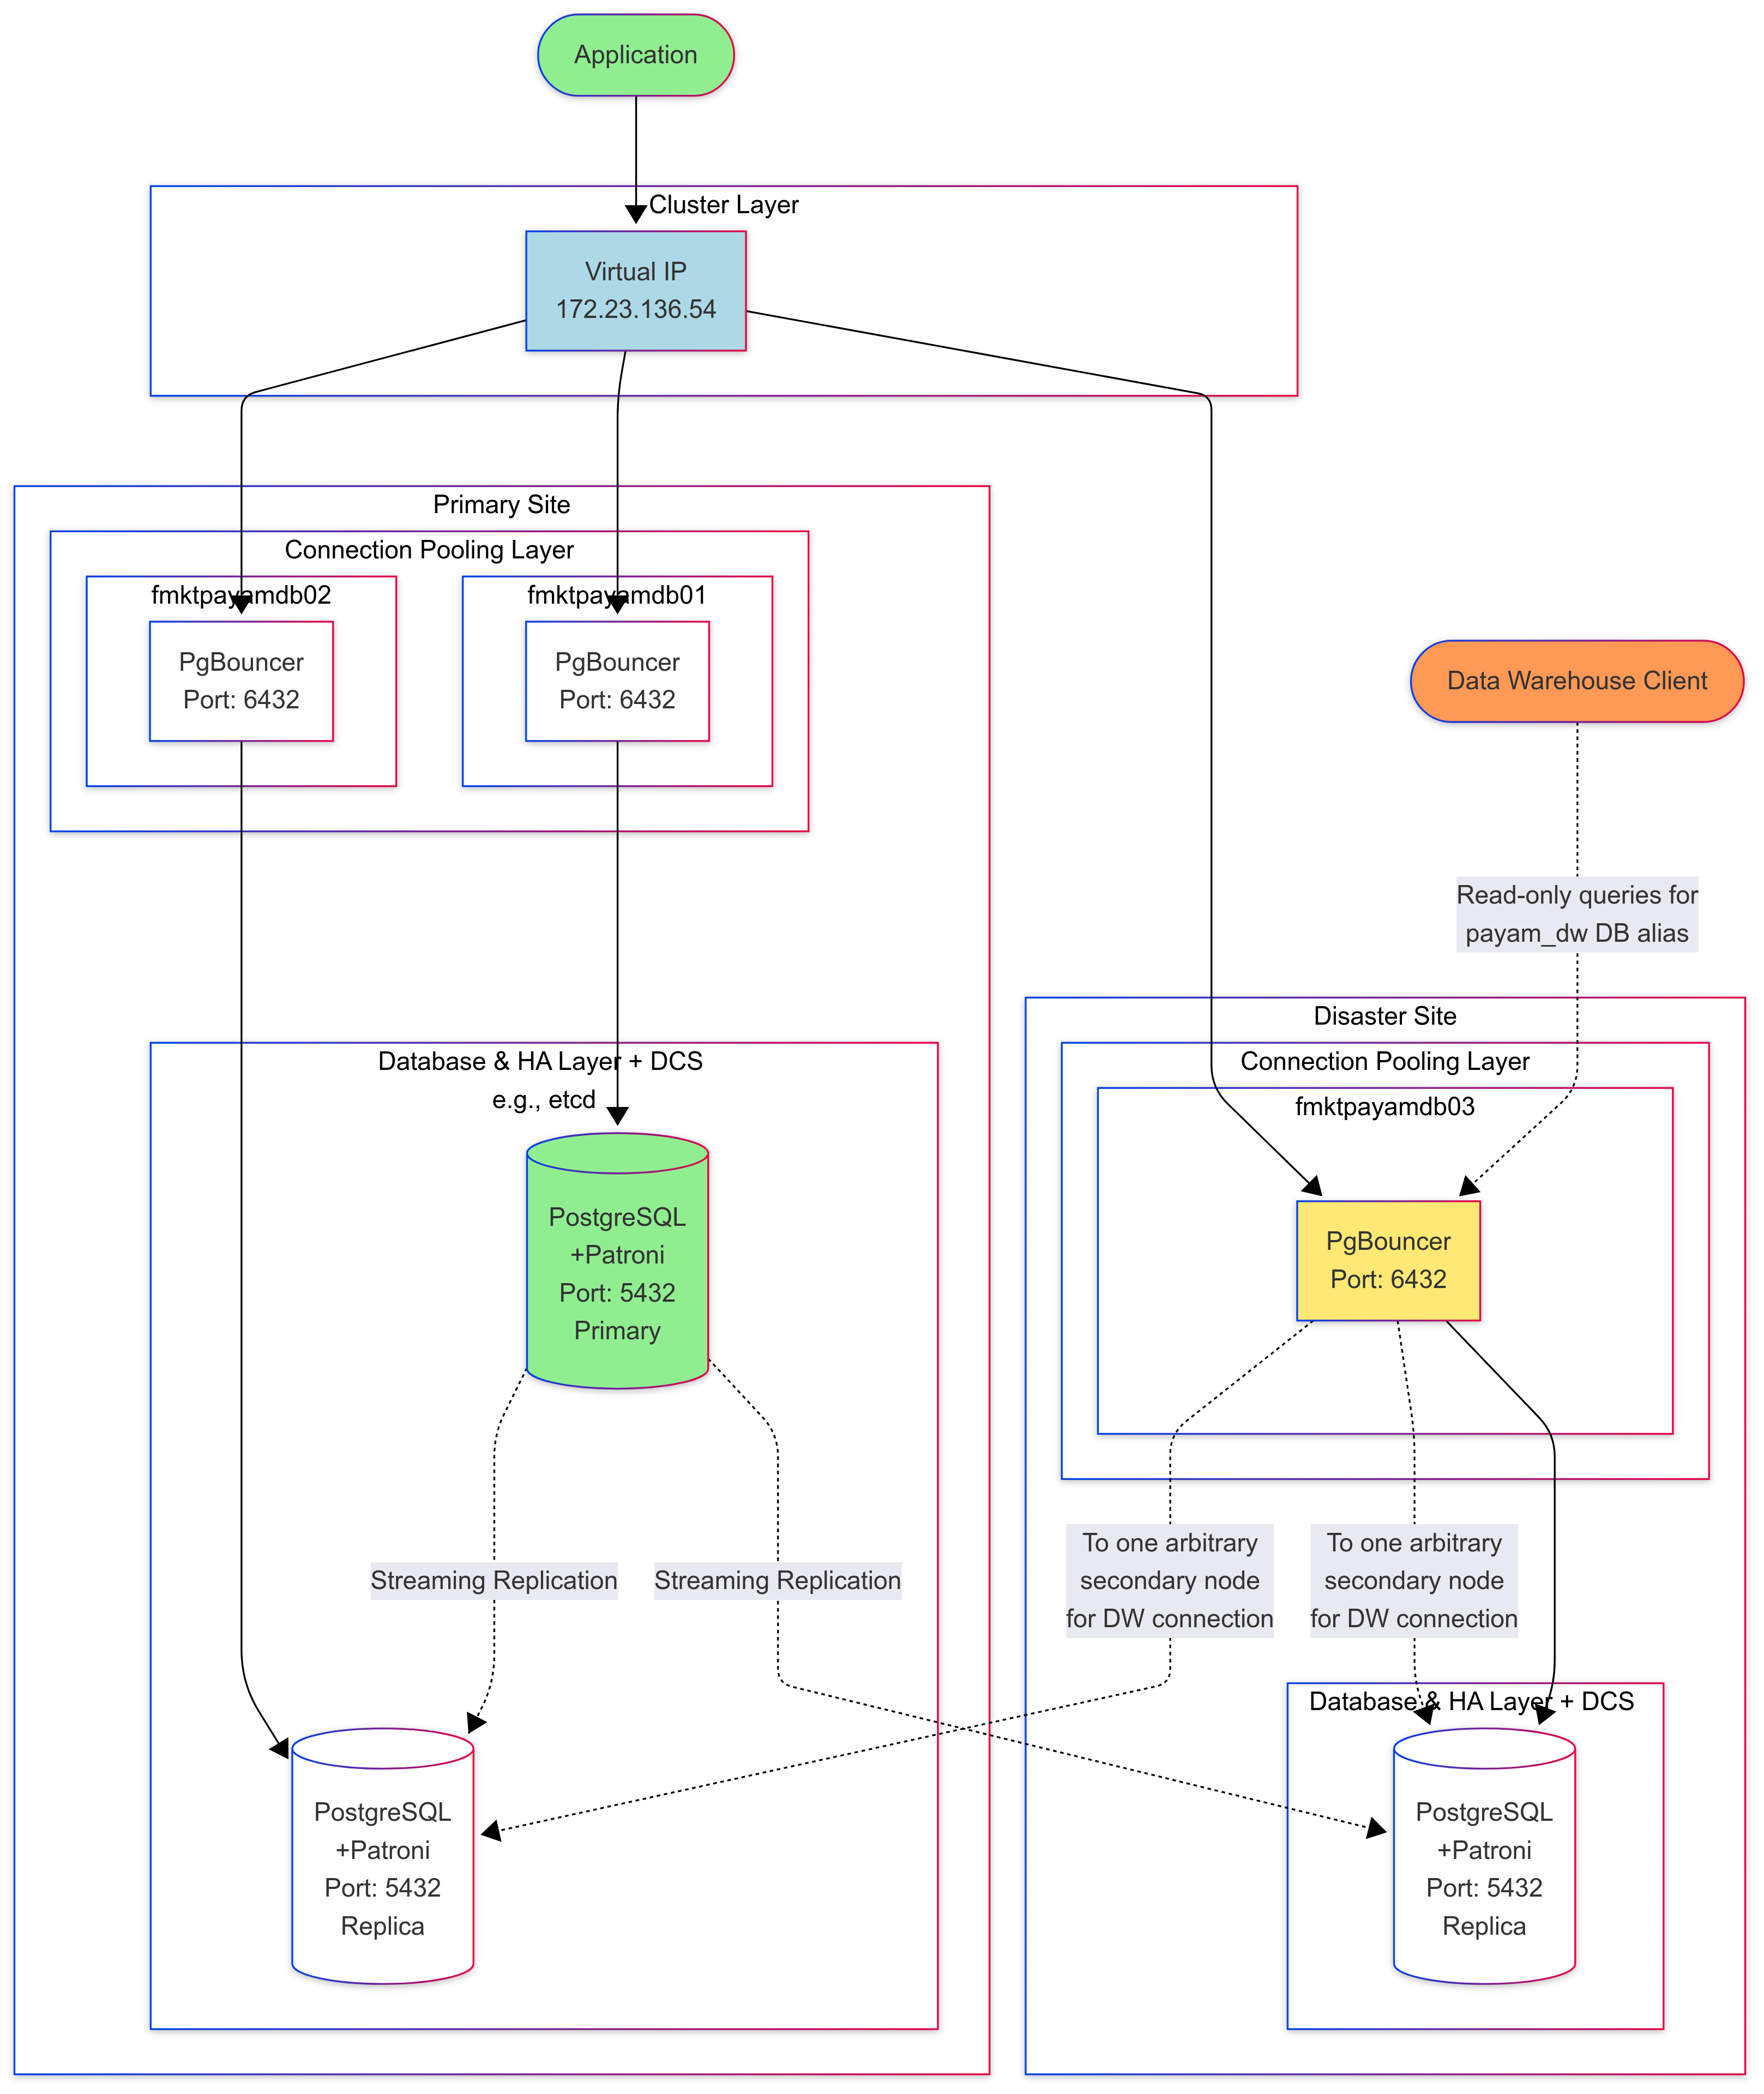 Application
Cluster Layer
Virtual IP
172.23.136.54
Primary Site
Connection Pooling Layer
fmktpayamdb02
PgBouncer
Port: 6432
fmktpayamdb01
PgBouncer
Port: 6432
Data Warehouse Client
Read-only queries for
payam_dw DB alias
Disaster Site
Connection Pooling Layer
fmktpayamdb03
PgBouncer
Port: 6432
Database & HA Layer + DCS
e.g., etcd
PostgreSQL
+Patroni
Port: 5432
Primary
Streaming Replication
Streaming Replication
To one arbitrary
secondary node
for DW connection
To one arbitrary
secondary node
for DW connection
PostgreSQL
+Patroni
Port: 5432
Replica
Database & HA Layer + DCS
PostgreSQL
+Patroni
Port: 5432
Replica